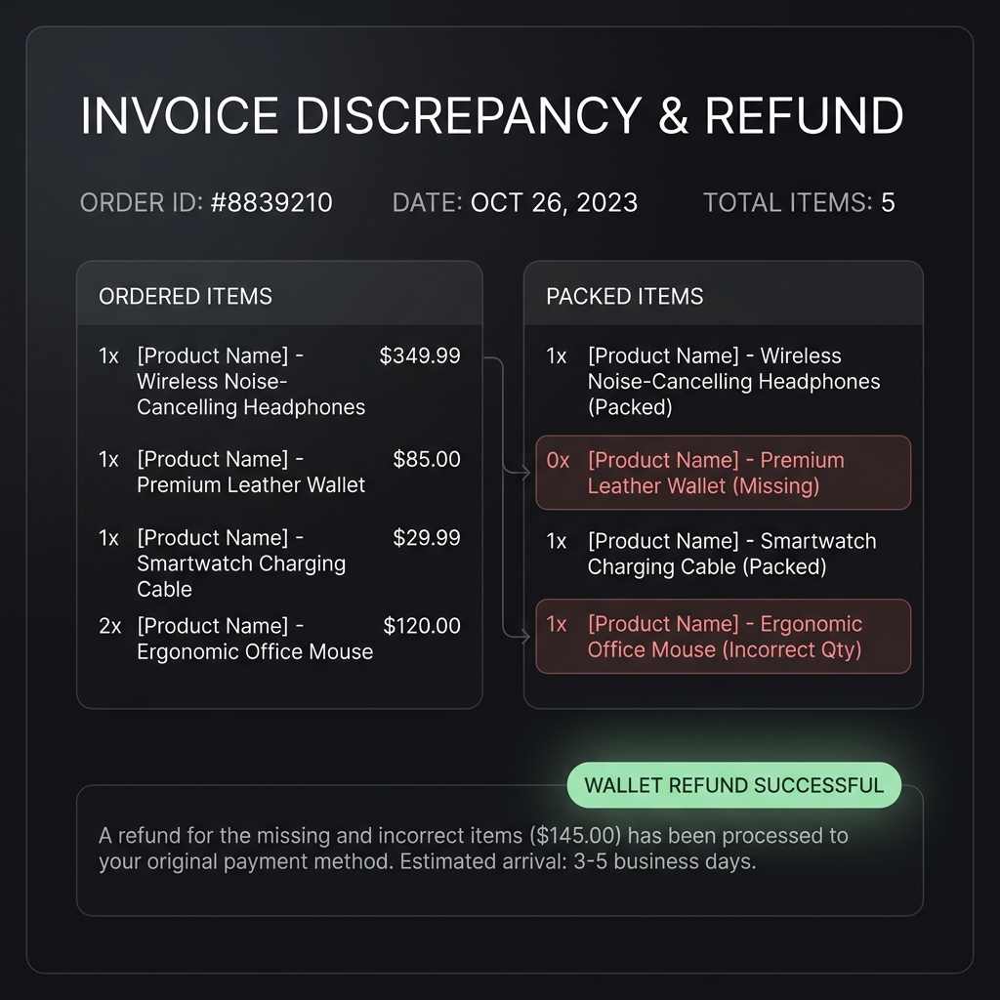 INVOICE DISCREPANCY & REFUND
ORDER ID: #8839210 DATE: OCT 26, 2023 TOTAL ITEMS: 5
ORDERED ITEMS
1x [Product Name] - $349.99
Wireless Noise-
Cancelling Headphones
1x [Product Name] - $85.00
Premium Leather Wallet
1x [Product Name] - $29.99
Smartwatch Charging
Cable
2x [Product Name] - $120.00
Ergonomic Office Mouse
PACKED ITEMS
1x [Product Name] - Wireless
Noise-Cancelling Headphones
(Packed)
0x [Product Name] - Premium
Leather Wallet (Missing)
1x [Product Name] - Smartwatch
Charging Cable (Packed)
1x [Product Name] - Ergonomic
Office Mouse (Incorrect Qty)
WALLET REFUND SUCCESSFUL
A refund for the missing and incorrect items ($145.00) has been processed to
your original payment method. Estimated arrival: 3-5 business days.